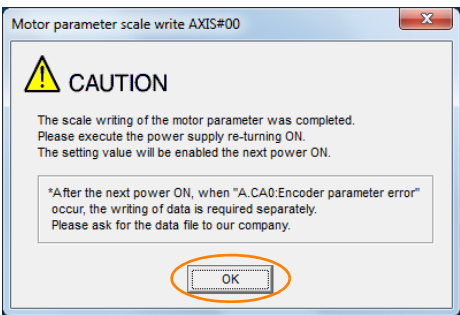 Motor parameter scale write AXIS#00
CAUTION
The scale writing of the motor parameter was completed.
Please execute the power supply re-turning ON.
The setting value will be enabled the next power ON.
*After the next power ON, when "A.CA0:Encoder parameter error"
occur, the writing of data is required separately.
Please ask for the data file to our company.
OK